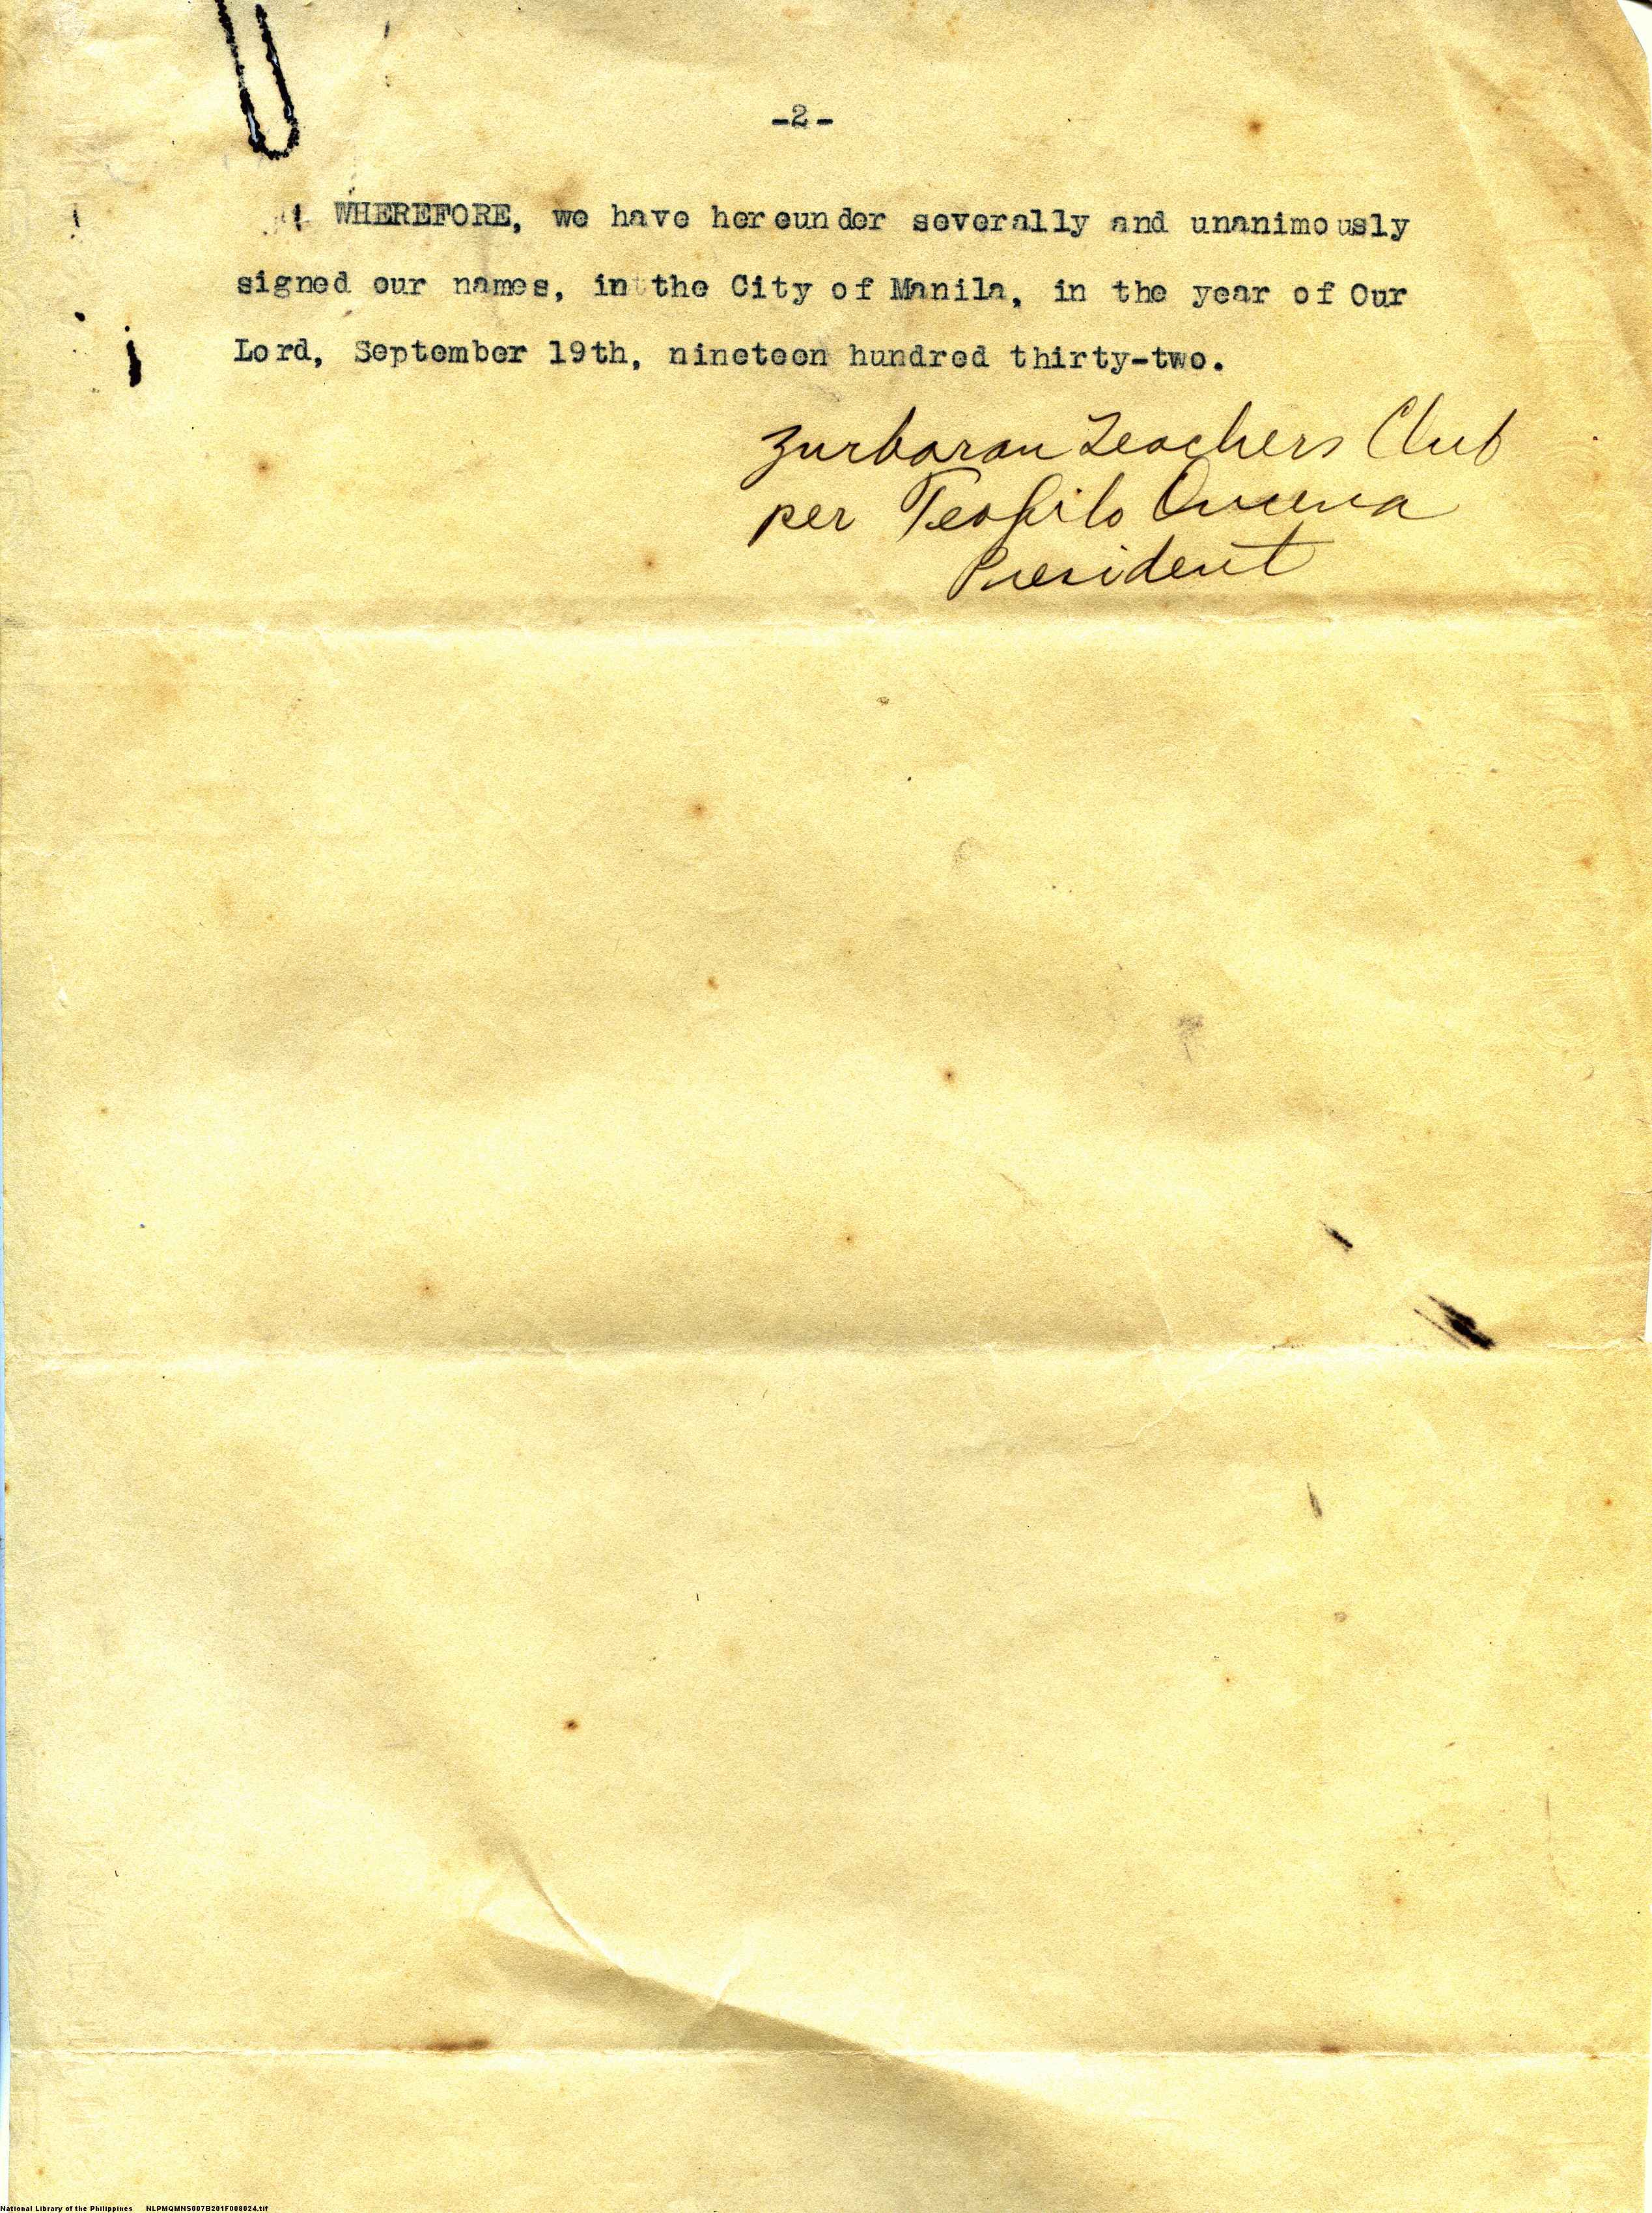 -2-
WHEREFORE, we have hereunder severally and unanimously
signed our names, in the City of Manila, in the year of Our
Lord, September 19th, nineteen hundred thirty-two.
Zurbaran Teachers Club
per Teofilo
President
National Library of the Philippines NLPMQMNS007B201F008024.tif